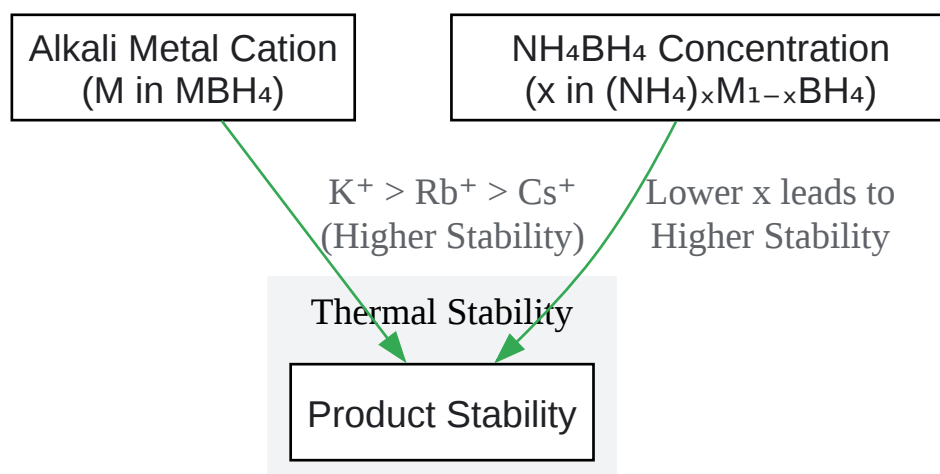 Alkali Metal Cation
(M in MBH₄)
NH₄BH₄ Concentration
(x in (NH₄)ₓM₁₋ₓBH₄)
K⁺ > Rb⁺ > Cs⁺
(Higher Stability)
Lower x leads to
Higher Stability
Thermal Stability
Product Stability